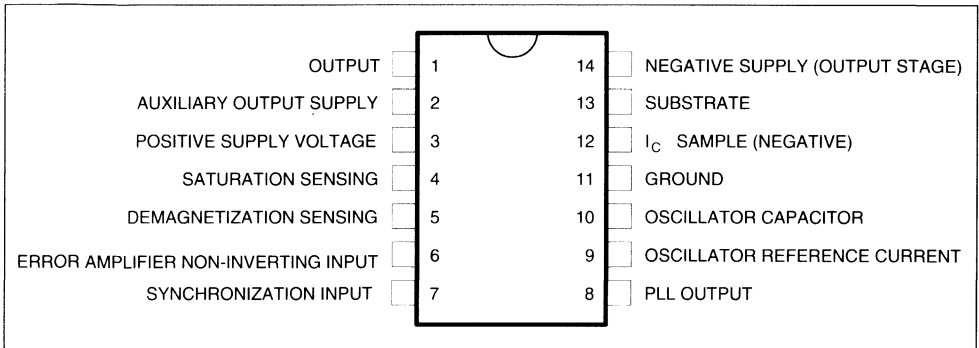 OUTPUT 1 14 NEGATIVE SUPPLY (OUTPUT STAGE)
AUXILIARY OUTPUT SUPPLY 2 13 SUBSTRATE
POSITIVE SUPPLY VOLTAGE 3 12 IC SAMPLE (NEGATIVE)
SATURATION SENSING 4 11 GROUND
DEMAGNETIZATION SENSING 5 10 OSCILLATOR CAPACITOR
ERROR AMPLIFIER NON-INVERTING INPUT 6 9 OSCILLATOR REFERENCE CURRENT
SYNCHRONIZATION INPUT 7 8 PLL OUTPUT